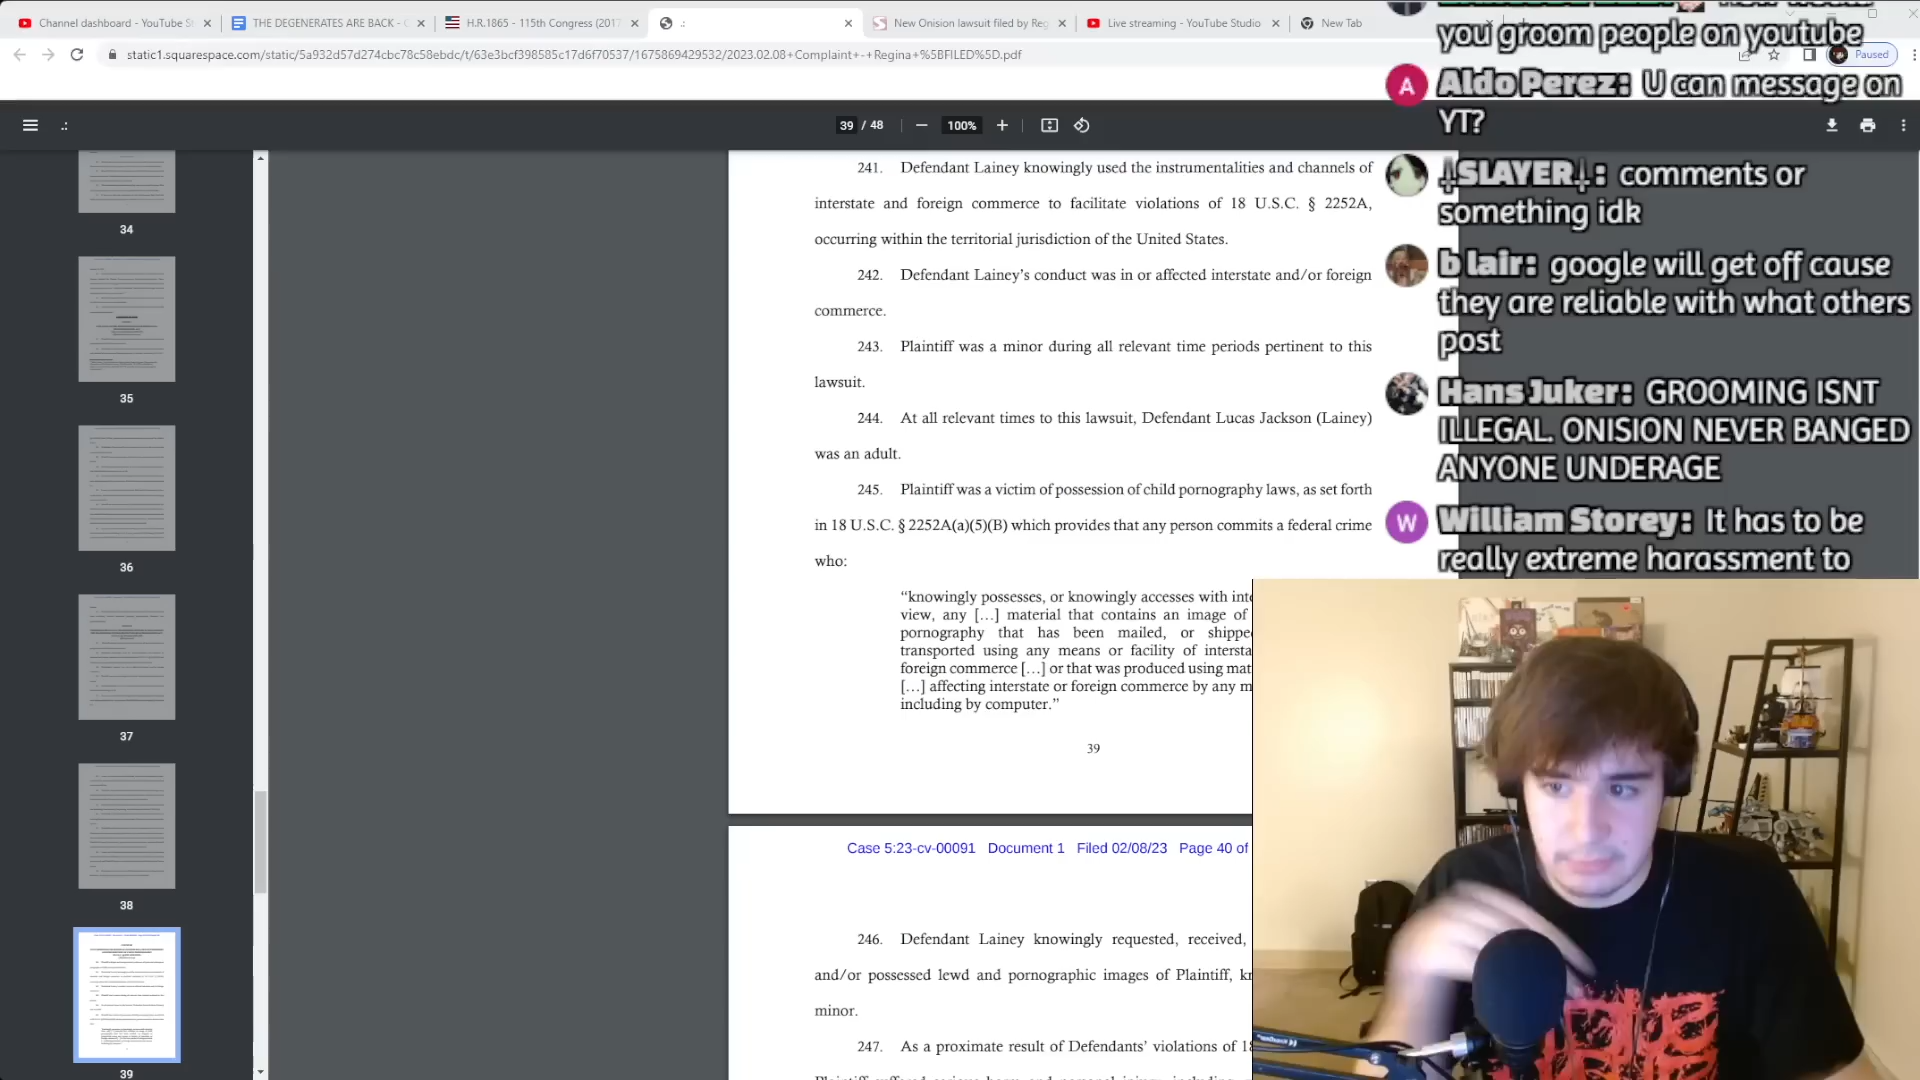 Channel dashboard - YouTube St
THE DEGENERATES ARE BACK -
H.R.1865 - 115th Congress (2017
.:
New Onision lawsuit filed by Reg
Live streaming - YouTube Studio
New Tab
static1.squarespace.com/static/5a932d57d274cbc78c58ebdc/t/63e3bcf398585c17d6f70537/1675869429532/2023.02.08+Complaint+-+Regina+%5BFILED%5D.pdf
Paused
.:
39 / 48
100%
34
35
36
37
38
39
241. Defendant Lainey knowingly used the instrumentalities and channels of
interstate and foreign commerce to facilitate violations of 18 U.S.C. § 2252A,
occurring within the territorial jurisdiction of the United States.
242. Defendant Lainey's conduct was in or affected interstate and/or foreign
commerce.
243. Plaintiff was a minor during all relevant time periods pertinent to this
lawsuit.
244. At all relevant times to this lawsuit, Defendant Lucas Jackson (Lainey)
was an adult.
245. Plaintiff was a victim of possession of child pornography laws, as set forth
in 18 U.S.C. § 2252A(a)(5)(B) which provides that any person commits a federal crime
who:
“knowingly possesses, or knowingly accesses with inte
view, any […] material that contains an image of
pornography that has been mailed, or shippe
transported using any means or facility of intersta
foreign commerce […] or that was produced using mat
[…] affecting interstate or foreign commerce by any m
including by computer.”
39
Case 5:23-cv-00091 Document 1 Filed 02/08/23 Page 40 of
246. Defendant Lainey knowingly requested, received,
and/or possessed lewd and pornographic images of Plaintiff, kn
minor.
247. As a proximate result of Defendants' violations of 18
you groom people on youtube
A
Aldo Perez: U can message on
YT?
⸸SLAYER⸸: comments or
something idk
b lair: google will get off cause
they are reliable with what others
post
Hans Juker: GROOMING ISNT
ILLEGAL. ONISION NEVER BANGED
ANYONE UNDERAGE
W
William Storey: It has to be
really extreme harassment to